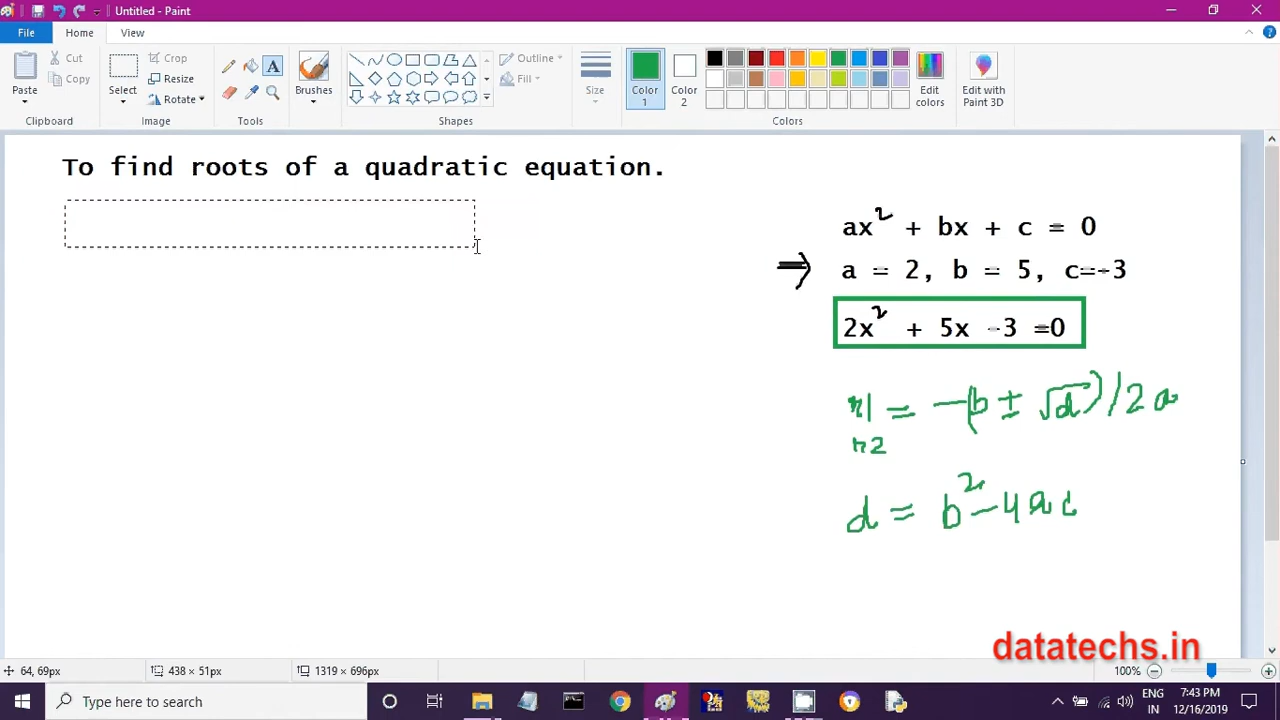 Untitled - Paint
File Home View
Paste
Cut
Copy
Clipboard
Select
Crop
Resize
Rotate
Image
Tools
Brushes
Shapes
Outline
Fill
Size
Color 1
Color 2
Colors
Edit colors
Edit with Paint 3D
To find roots of a quadratic equation.
ax² + bx + c = 0
⇒ a = 2, b = 5, c=-3
2x² + 5x -3 =0
r1 = -(b ± √d)/2a
r2
d = b²-4ac
datatechs.in
64, 69px 438 × 51px 1319 × 696px 100%
Type here to search
ENG
IN
7:43 PM
12/16/2019